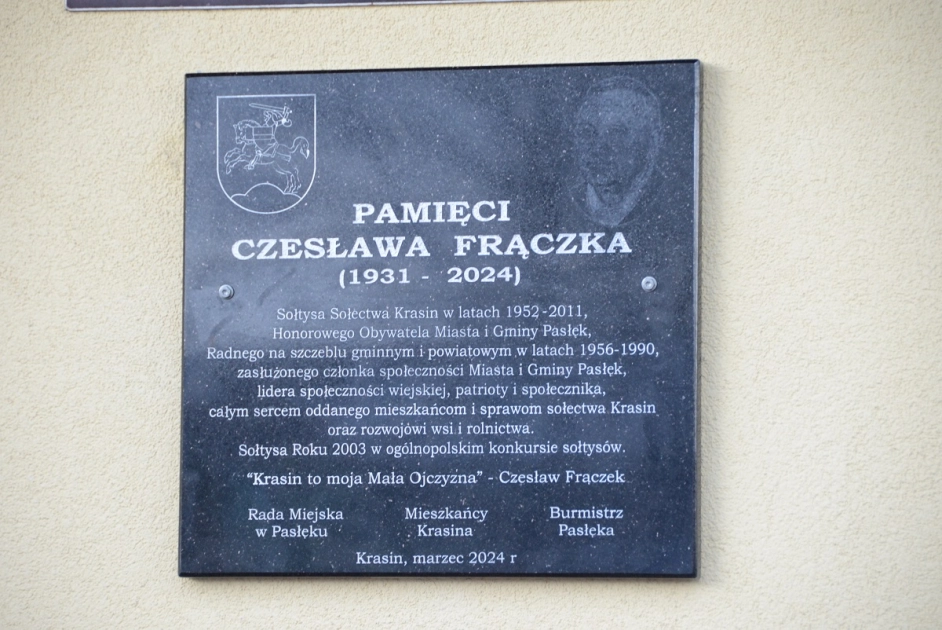 PAMIĘCI
CZESŁAWA FRĄCZKA
(1931 - 2024)
Sołtysa Sołectwa Krasin w latach 1952-2011,
Honorowego Obywatela Miasta i Gminy Pasłęk,
Radnego na szczeblu gminnym i powiatowym w latach 1956-1990,
zasłużonego członka społeczności Miasta i Gminy Pasłęk,
lidera społeczności wiejskiej, patrioty i społecznika,
całym sercem oddanego mieszkańcom i sprawom sołectwa Krasin
oraz rozwojówi wsi i rolnictwa.
Sołtysa Roku 2003 w ogólnopolskim konkursie sołtysów.
"Krasin to moja Mała Ojczyzna" - Czesław Frączek
Rada Miejska Mieszkańcy Burmistrz
w Pasłęku Krasina Pasłęka
Krasin, marzec 2024 r